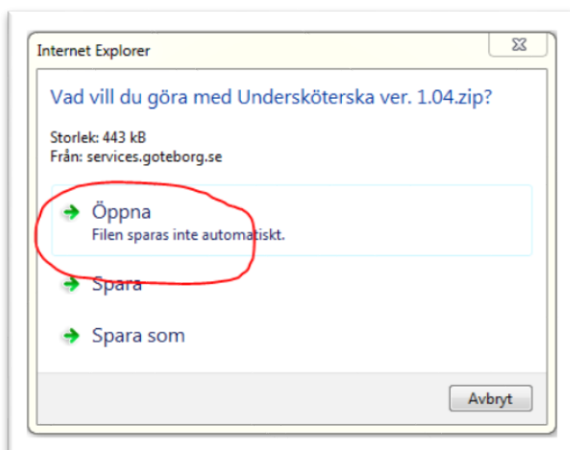 Internet Explorer
Vad vill du göra med Undersköterska ver. 1.04.zip?
Storlek: 443 kB
Från: services.goteborg.se
Öppna
Filen sparas inte automatiskt.
Spara
Spara som
Avbryt